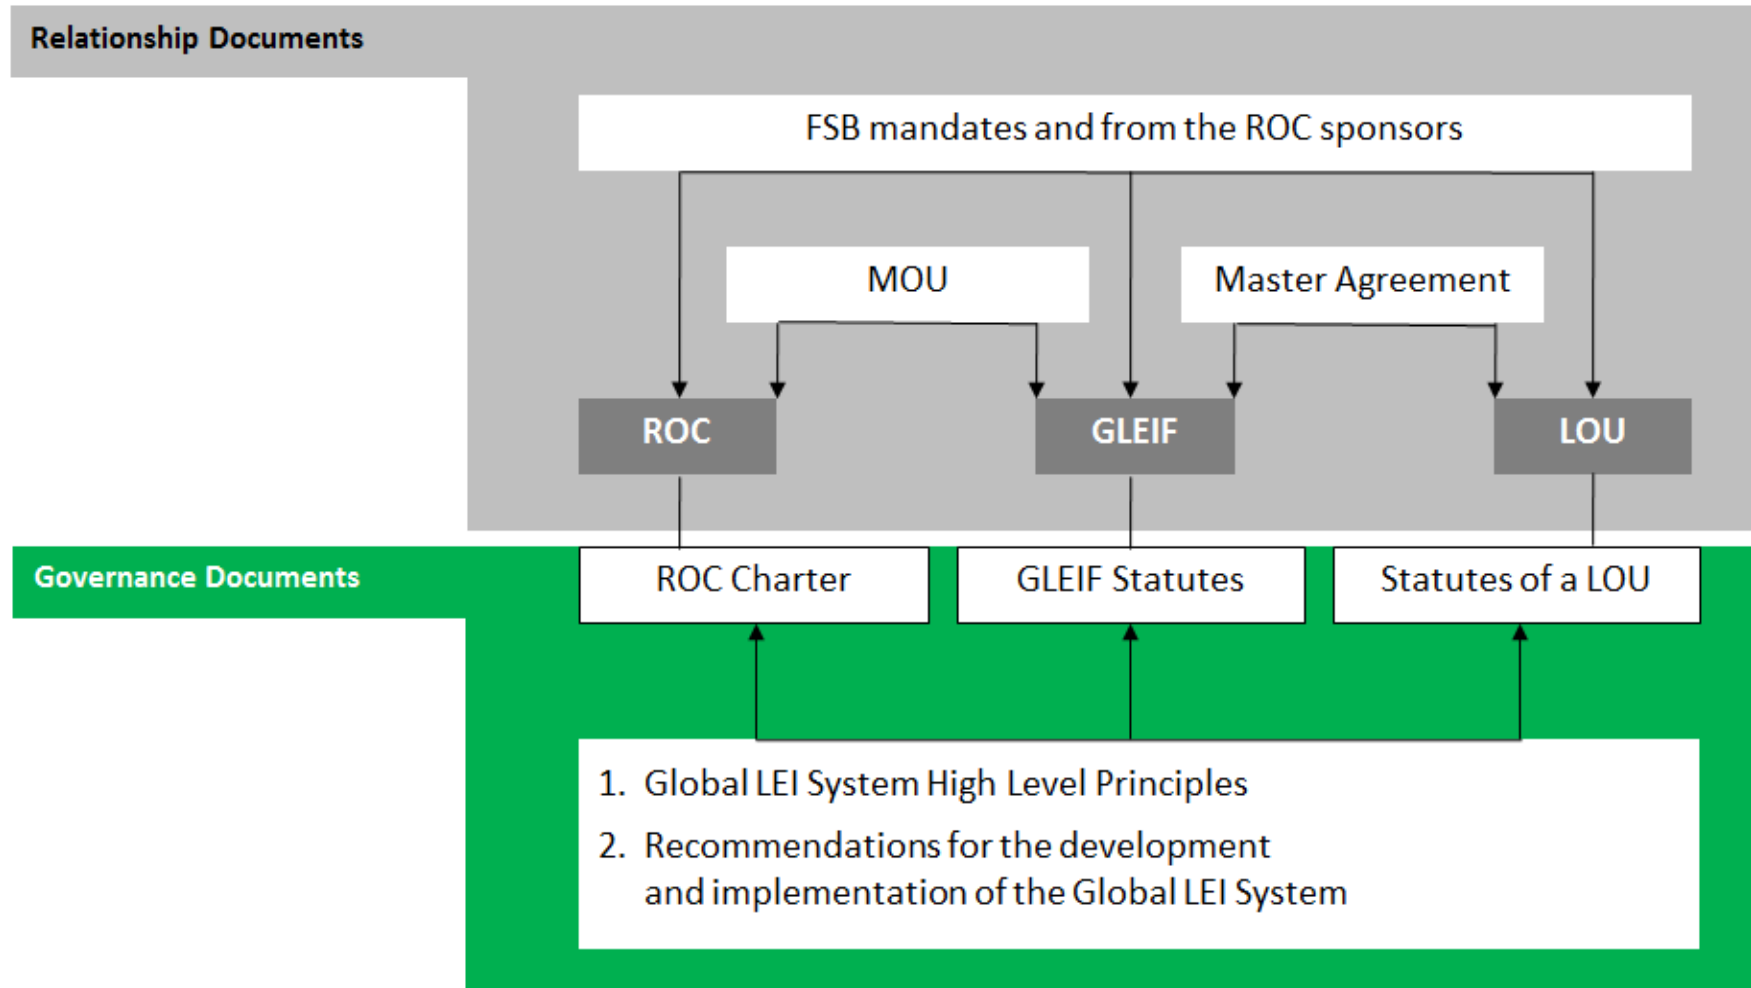 Relationship Documents
FSB mandates and from the ROC sponsors
MOU
Master Agreement
ROC
GLEIF
LOU
Governance Documents
ROC Charter
GLEIF Statutes
Statutes of a LOU
1. Global LEI System High Level Principles
2. Recommendations for the development
and implementation of the Global LEI System